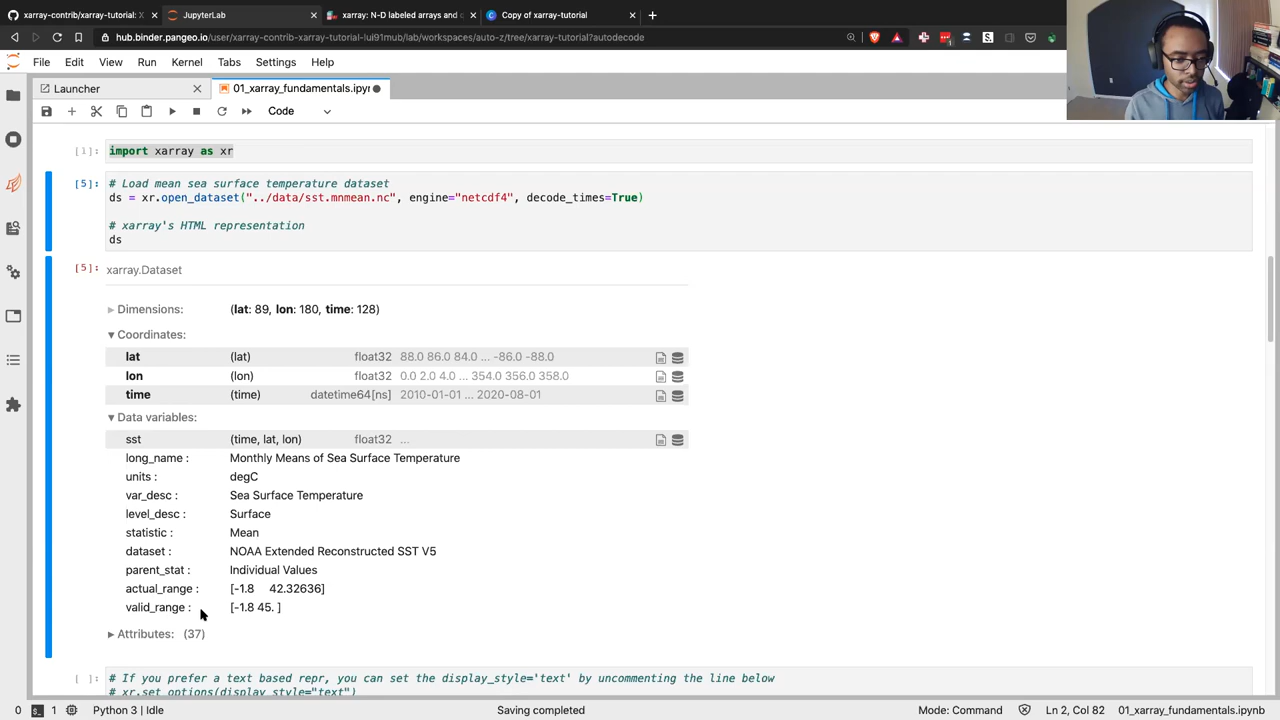 xarray-contrib/xarray-tutorial: X
JupyterLab
xarray: N-D labeled arrays and
Copy of xarray-tutorial
hub.binder.pangeo.io/user/xarray-contrib-xarray-tutorial-lui91mub/lab/workspaces/auto-z/tree/xarray-tutorial?autodecode
File Edit View Run Kernel Tabs Settings Help
Launcher
01_xarray_fundamentals.ipyn
Code
[1]: import xarray as xr
[5]: # Load mean sea surface temperature dataset
ds = xr.open_dataset("../data/sst.mnmean.nc", engine="netcdf4", decode_times=True)
# xarray's HTML representation
ds
[5]: xarray.Dataset
▶ Dimensions: (lat: 89, lon: 180, time: 128)
▼ Coordinates:
lat (lat) float32 88.0 86.0 84.0 ... -86.0 -88.0
lon (lon) float32 0.0 2.0 4.0 ... 354.0 356.0 358.0
time (time) datetime64[ns] 2010-01-01 ... 2020-08-01
▼ Data variables:
sst (time, lat, lon) float32 ...
long_name : Monthly Means of Sea Surface Temperature
units : degC
var_desc : Sea Surface Temperature
level_desc : Surface
statistic : Mean
dataset : NOAA Extended Reconstructed SST V5
parent_stat : Individual Values
actual_range : [-1.8 42.32636]
valid_range : [-1.8 45. ]
▶ Attributes: (37)
[ ]: # If you prefer a text based repr, you can set the display_style='text' by uncommenting the line below
# xr.set_options(display_style="text")
0 1 Python 3 | Idle Saving completed Mode: Command Ln 2, Col 82 01_xarray_fundamentals.ipynb